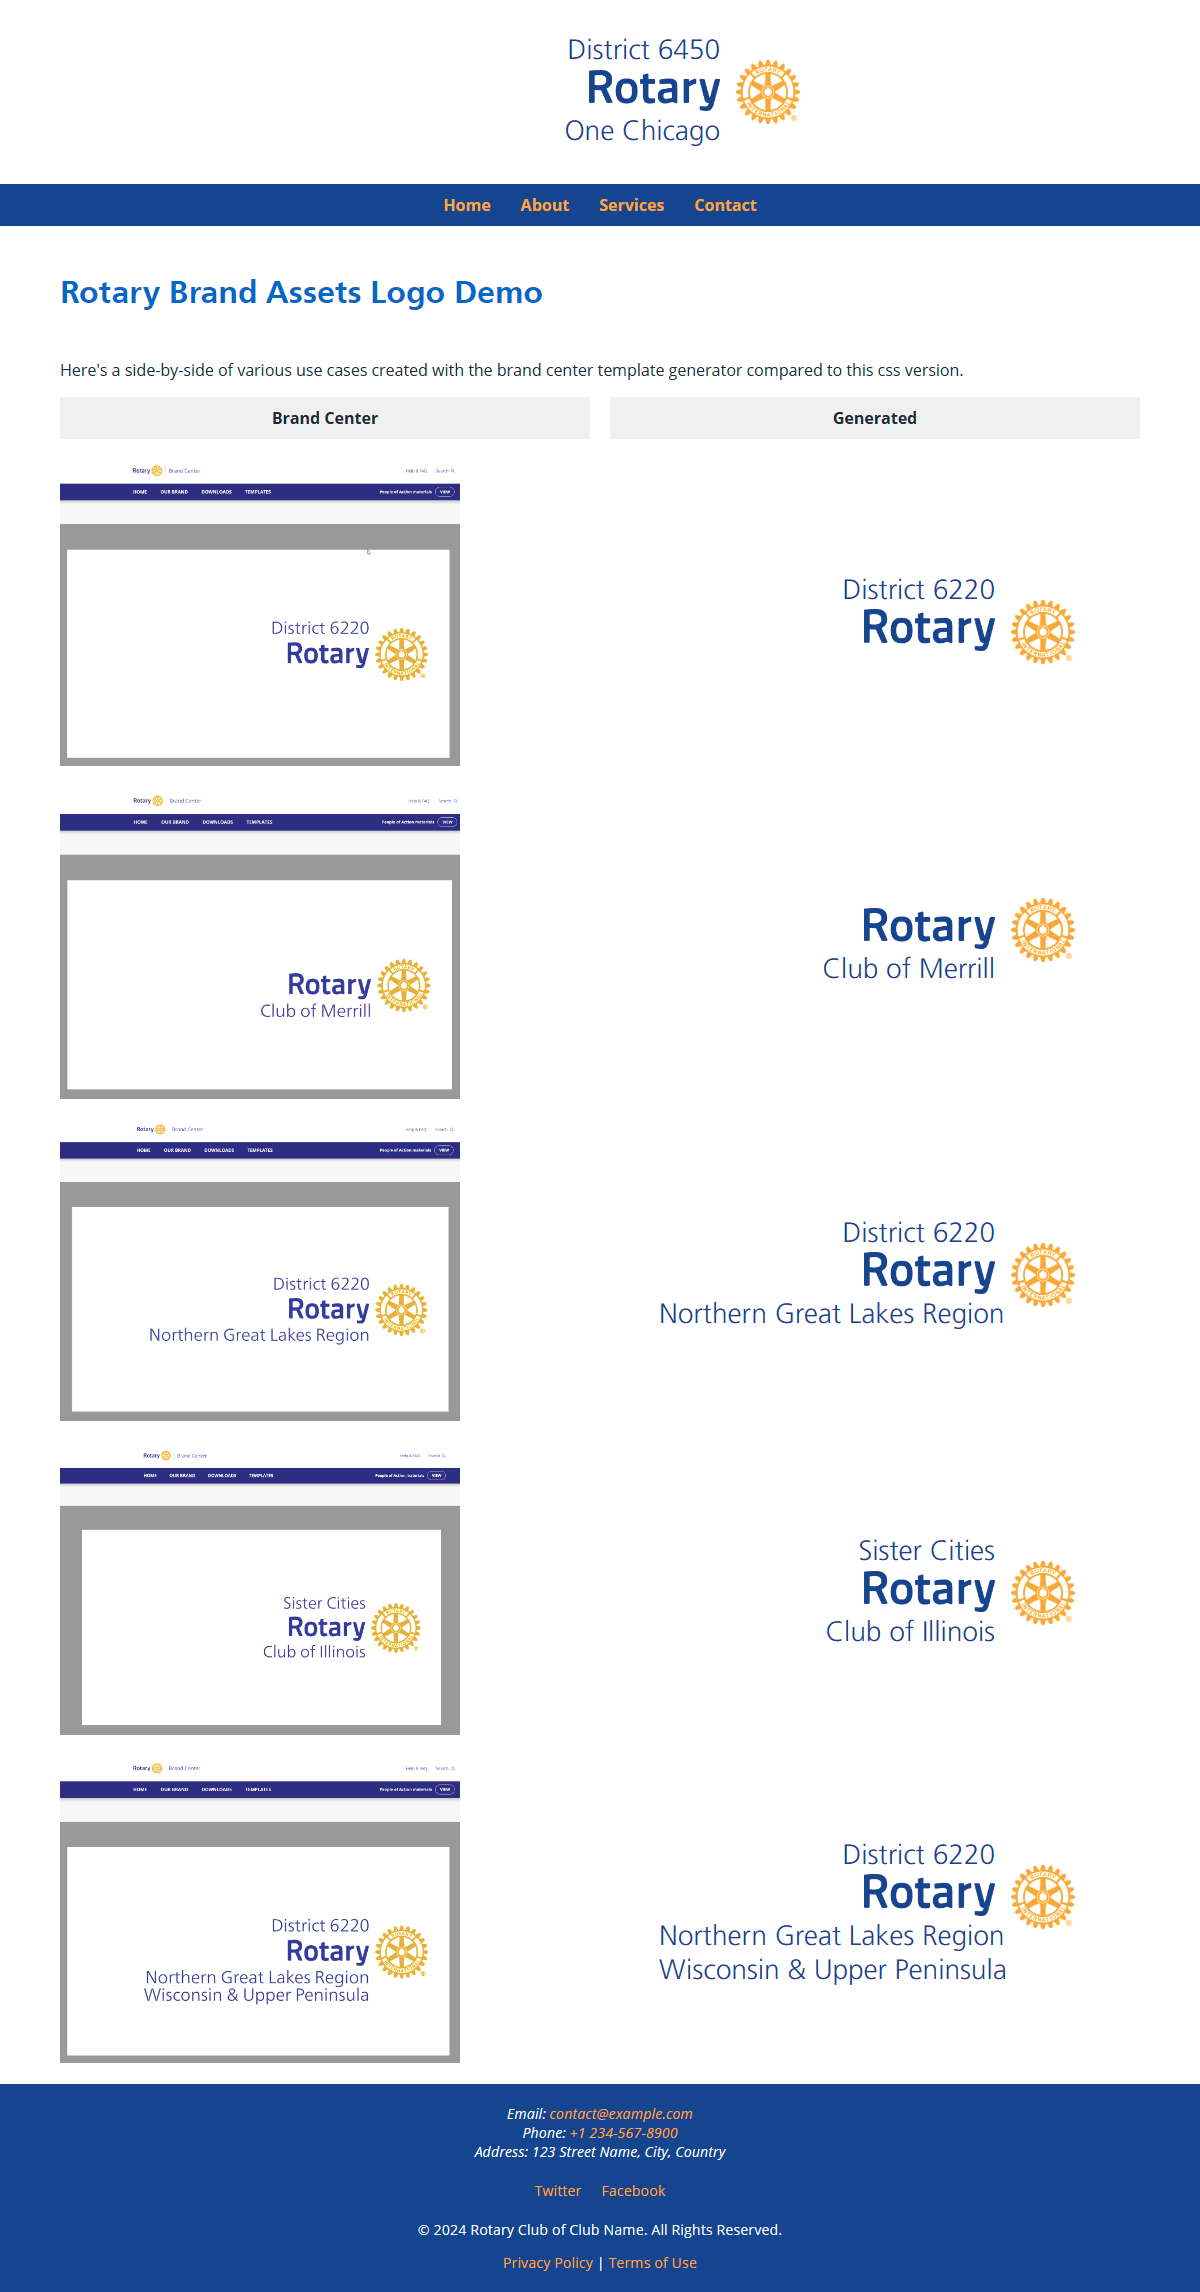 District 6450
Rotary
One Chicago
Home About Services Contact
Rotary Brand Assets Logo Demo
Here's a side-by-side of various use cases created with the brand center template generator compared to this css version.
Brand Center Generated
Rotary Brand Center Help & FAQ Search
HOME OUR BRAND DOWNLOADS TEMPLATES People of Action materials VIEW
District 6220
Rotary
District 6220
Rotary
Rotary Brand Center Help & FAQ Search
HOME OUR BRAND DOWNLOADS TEMPLATES People of Action materials VIEW
Rotary
Club of Merrill
Rotary
Club of Merrill
Rotary Brand Center Help & FAQ Search
HOME OUR BRAND DOWNLOADS TEMPLATES People of Action materials VIEW
District 6220
Rotary
Northern Great Lakes Region
District 6220
Rotary
Northern Great Lakes Region
Rotary Brand Center Help & FAQ Search
HOME OUR BRAND DOWNLOADS TEMPLATES People of Action materials VIEW
Sister Cities
Rotary
Club of Illinois
Sister Cities
Rotary
Club of Illinois
Rotary Brand Center Help & FAQ Search
HOME OUR BRAND DOWNLOADS TEMPLATES People of Action materials VIEW
District 6220
Rotary
Northern Great Lakes Region
Wisconsin & Upper Peninsula
District 6220
Rotary
Northern Great Lakes Region
Wisconsin & Upper Peninsula
Email: contact@example.com
Phone: +1 234-567-8900
Address: 123 Street Name, City, Country
Twitter Facebook
© 2024 Rotary Club of Club Name. All Rights Reserved.
Privacy Policy | Terms of Use